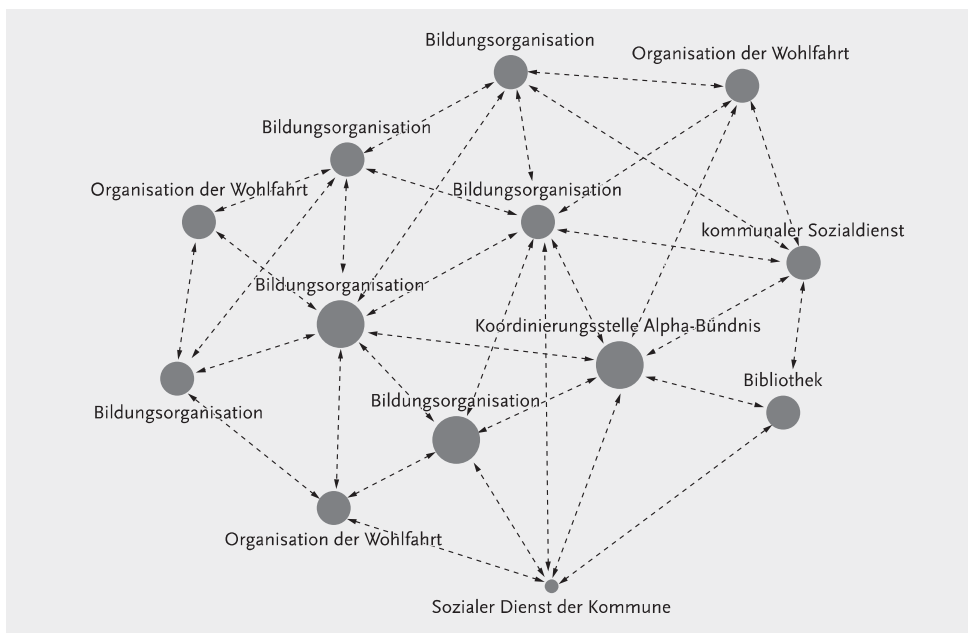 Bildungsorganisation
Organisation der Wohlfahrt
Bildungsorganisation
Organisation der Wohlfahrt
Bildungsorganisation
kommunaler Sozialdienst
Bildungsorganisation
Koordinierungsstelle Alpha-Bündnis
Bibliothek
Bildungsorganisation
Bildungsorganisation
Organisation der Wohlfahrt
Sozialer Dienst der Kommune